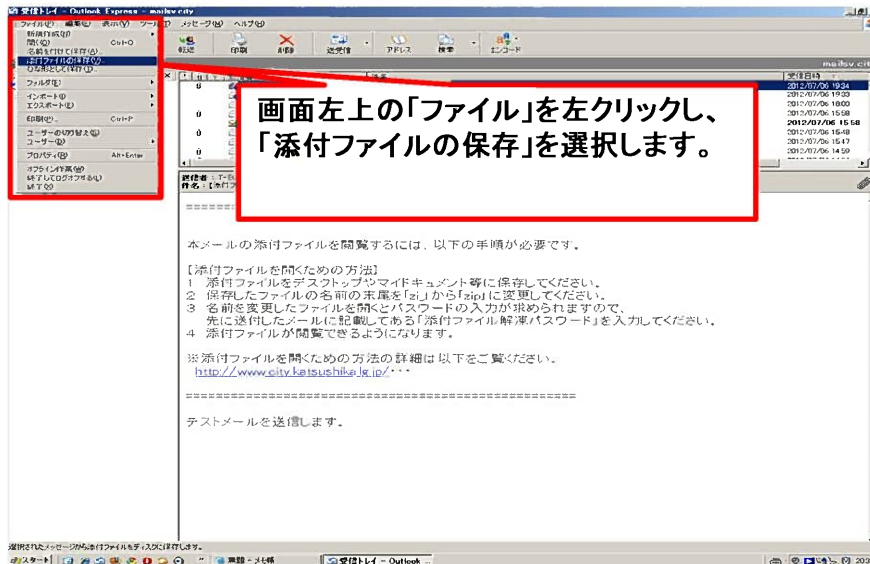 受信トレイ - Outlook Express - mailsv.city
ファイル(F) 編集(E) 表示(V) ツール(T) メッセージ(M) ヘルプ(H)
新規作成(N)
開く(O) Ctrl+O
名前を付けて保存(A)...
添付ファイルの保存(V)...
ひな形として保存(T)...
フォルダ(F)
インポート(I)
エクスポート(E)
印刷(P)... Ctrl+P
ユーザーの切り替え(S)
ユーザー(D)
プロパティ(R) Alt+Enter
オフライン作業(W)
終了してログオフする(L)
終了(X)
転送 印刷 削除 送受信 アドレス 検索 エンコード
mailsv.cit
件名
受信日時
2012/07/06 19:34
2012/07/06 19:33
2012/07/06 18:00
2012/07/06 15:58
2012/07/06 15:58
2012/07/06 15:48
2012/07/06 15:47
2012/07/06 14:59
画面左上の「ファイル」を左クリックし、
「添付ファイルの保存」を選択します。
送信者:
件名:【添付フ
本メールの添付ファイルを閲覧するには、以下の手順が必要です。
【添付ファイルを開くための方法】
1 添付ファイルをデスクトップやマイドキュメント等に保存してください。
2 保存したファイルの名前の末尾を「zi_」から「zip」に変更してください。
3 名前を変更したファイルを開くとパスワードの入力が求められますので、
先に送付したメールに記載してある「添付ファイル解凍パスワード」を入力してください。
4 添付ファイルが閲覧できるようになります。
※添付ファイルを開くための方法の詳細は以下をご覧ください。
http://www.city.katsushika.lg.jp/・・・
====================================================
テストメールを送信します。
選択されたメッセージから添付ファイルをディスクに保存します。
スタート 無題 - メモ帳 受信トレイ - Outlook ...